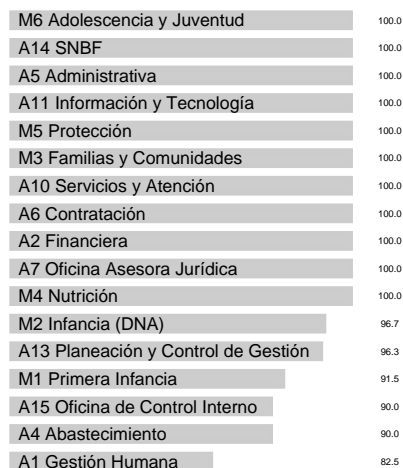 M6 Adolescencia y Juventud 100.0
A14 SNBF 100.0
A5 Administrativa 100.0
A11 Información y Tecnología 100.0
M5 Protección 100.0
M3 Familias y Comunidades 100.0
A10 Servicios y Atención 100.0
A6 Contratación 100.0
A2 Financiera 100.0
A7 Oficina Asesora Jurídica 100.0
M4 Nutrición 100.0
M2 Infancia (DNA) 96.7
A13 Planeación y Control de Gestión 96.3
M1 Primera Infancia 91.5
A15 Oficina de Control Interno 90.0
A4 Abastecimiento 90.0
A1 Gestión Humana 82.5